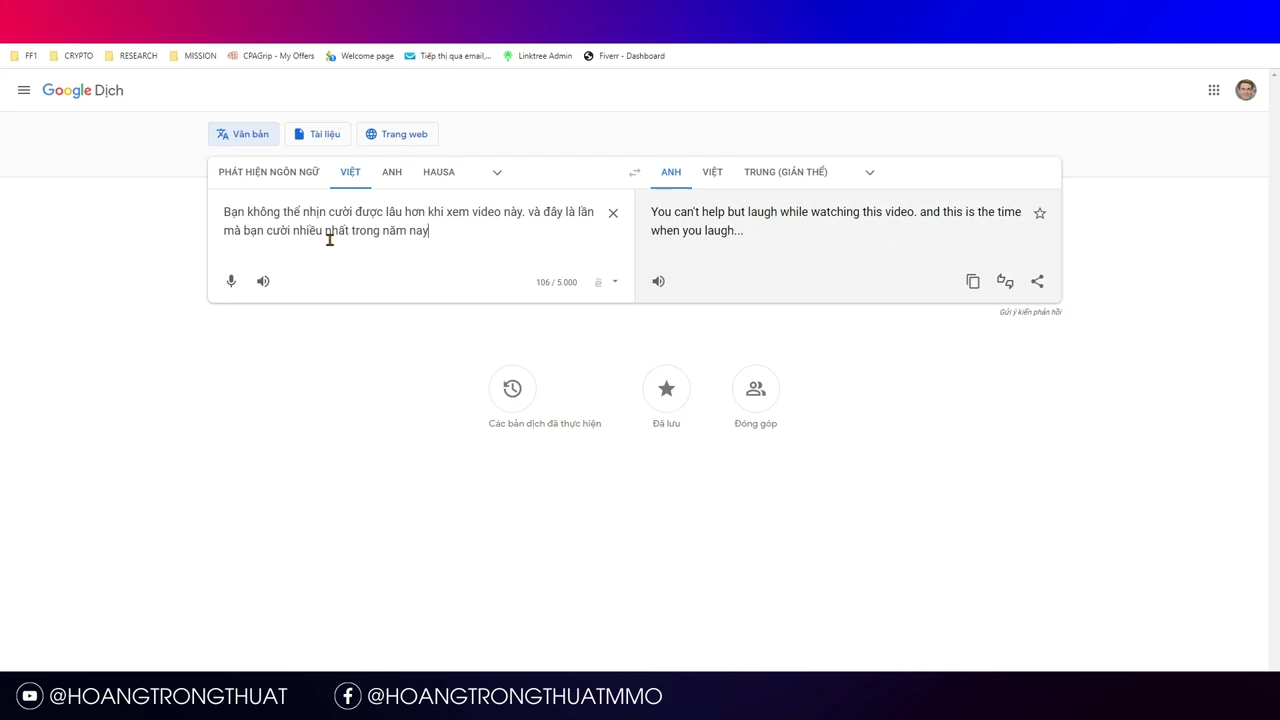 FF1 CRYPTO RESEARCH MISSION CPAGrip - My Offers Welcome page Tiếp thị qua email,... Linktree Admin Fiverr - Dashboard
Google Dịch
Văn bản Tài liệu Trang web
PHÁT HIỆN NGÔN NGỮ VIỆT ANH HAUSA ANH VIỆT TRUNG (GIẢN THỂ)
Bạn không thể nhịn cười được lâu hơn khi xem video này. và đây là lần
mà bạn cười nhiều nhất trong năm nay
You can't help but laugh while watching this video. and this is the time
when you laugh...
106 / 5.000
Gửi ý kiến phản hồi
Các bản dịch đã thực hiện Đã lưu Đóng góp
@HOANGTRONGTHUAT @HOANGTRONGTHUATMMO